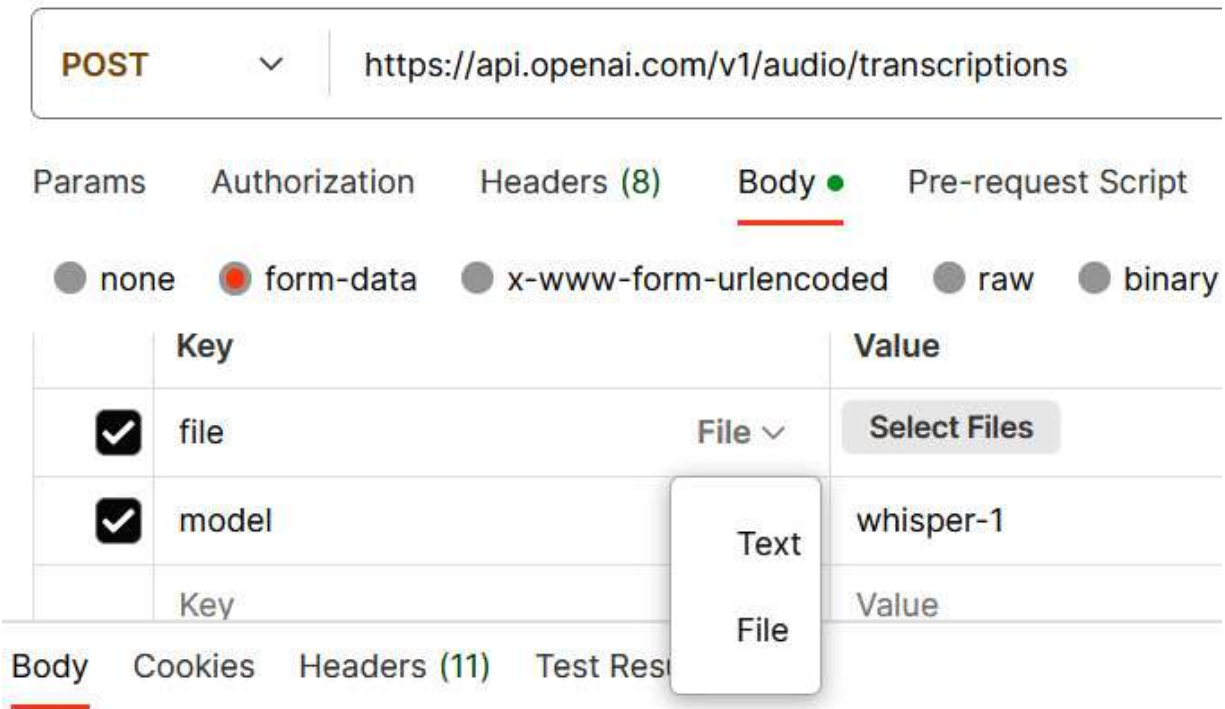 POST https://api.openai.com/v1/audio/transcriptions
Params Authorization Headers (8) Body Pre-request Script
none form-data x-www-form-urlencoded raw binary
Key Value
file File Select Files
model whisper-1
Text
Key Value
File
Body Cookies Headers (11) Test Res